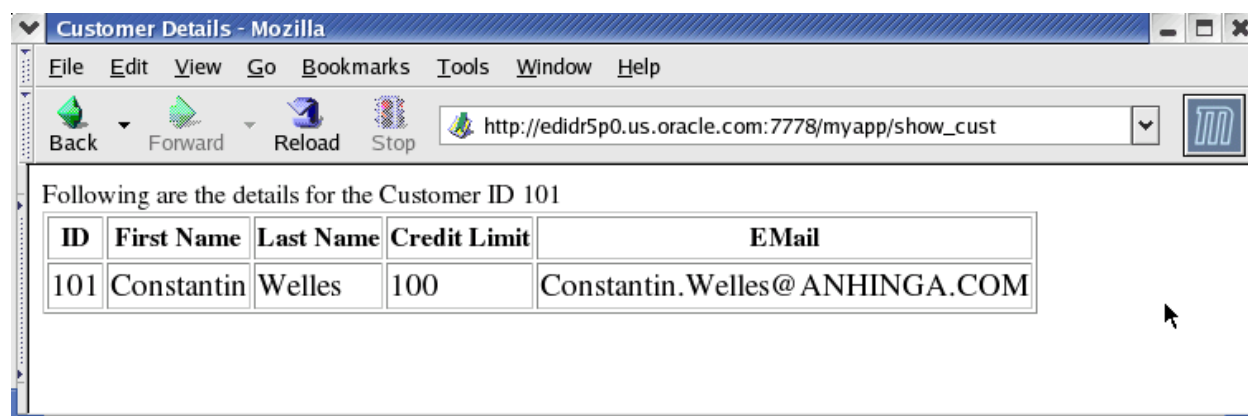 Customer Details - Mozilla
File Edit View Go Bookmarks Tools Window Help
Back Forward Reload Stop http://edidr5p0.us.oracle.com:7778/myapp/show_cust
Following are the details for the Customer ID 101
ID First Name Last Name Credit Limit EMail
101 Constantin Welles 100 Constantin.Welles@ANHINGA.COM